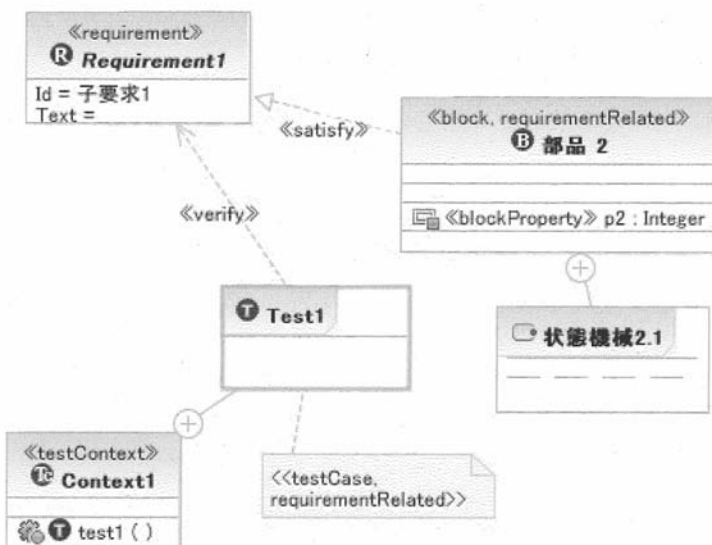 «requirement»
R Requirement1
Id = 子要求1
Text =
«satisfy»
«block, requirementRelated»
B 部品 2
«blockProperty» p2 : Integer
«verify»
T Test1
状態機械2.1
«testContext»
Tc Context1
T test1 ( )
<<testCase,
requirementRelated>>